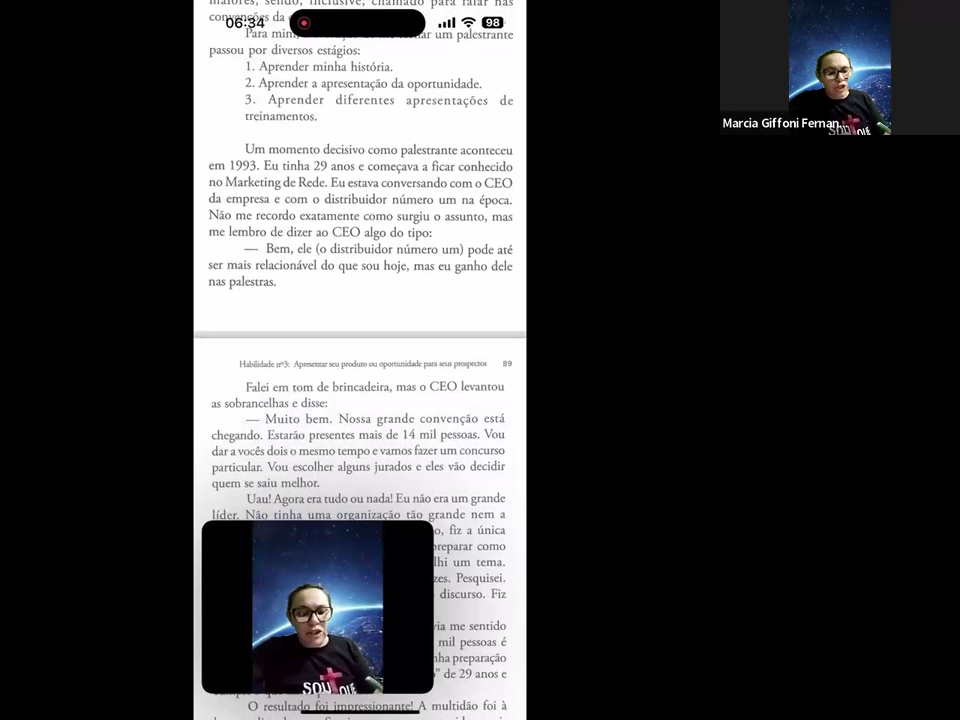 maiores, sendo, inclusive, chamado para falar nas
convenções da
06:34
98
Para mim, um palestrante
passou por diversos estágios:
1. Aprender minha história.
2. Aprender a apresentação da oportunidade.
3. Aprender diferentes apresentações de
treinamentos.
Um momento decisivo como palestrante aconteceu
em 1993. Eu tinha 29 anos e começava a ficar conhecido
no Marketing de Rede. Eu estava conversando com o CEO
da empresa e com o distribuidor número um na época.
Não me recordo exatamente como surgiu o assunto, mas
me lembro de dizer ao CEO algo do tipo:
— Bem, ele (o distribuidor número um) pode até
ser mais relacionável do que sou hoje, mas eu ganho dele
nas palestras.
Habilidade nº3: Apresentar seu produto ou oportunidade para seus prospectos 89
Falei em tom de brincadeira, mas o CEO levantou
as sobrancelhas e disse:
— Muito bem. Nossa grande convenção está
chegando. Estarão presentes mais de 14 mil pessoas. Vou
dar a vocês dois o mesmo tempo e vamos fazer um concurso
particular. Vou escolher alguns jurados e eles vão decidir
quem se saiu melhor.
Uau! Agora era tudo ou nada! Eu não era um grande
líder. Não tinha uma organização tão grande nem a
o, fiz a única
preparar como
lhi um tema.
zes. Pesquisei.
discurso. Fiz
via me sentido
mil pessoas é
nha preparação
” de 29 anos e
O resultado foi impressionante! A multidão foi à
SOU
QUE
Marcia Giffoni Fernan...
SOU
QUE